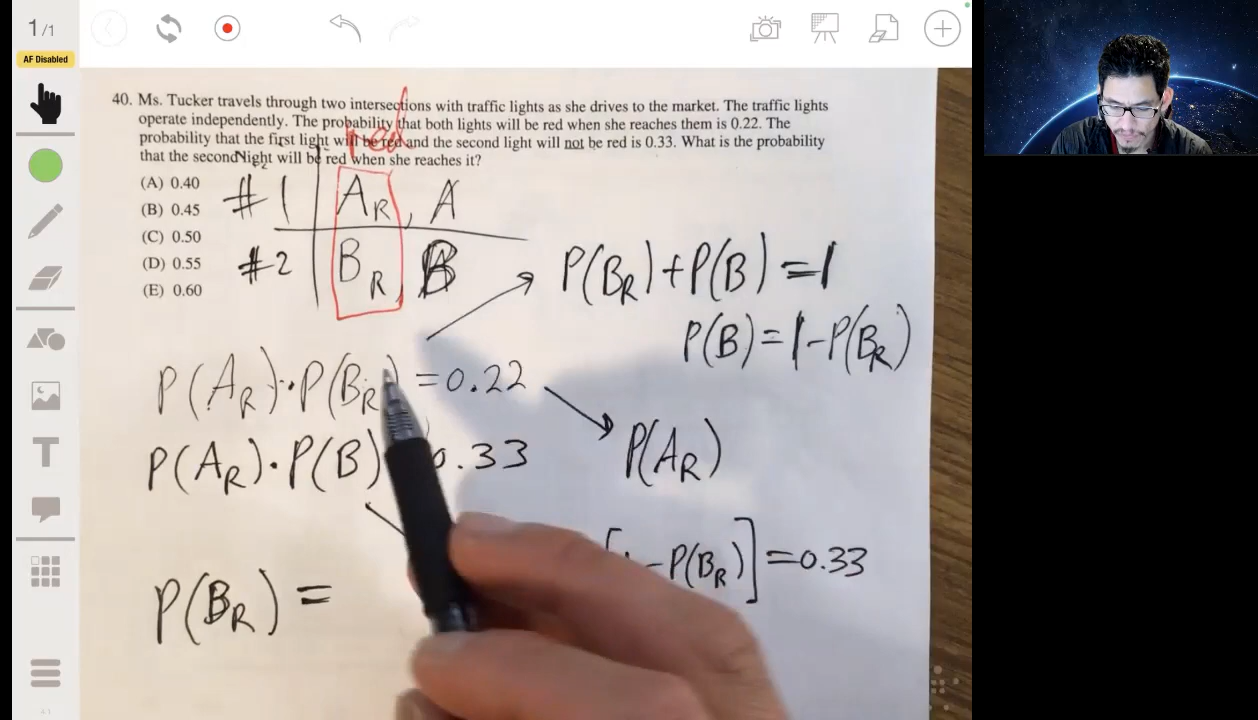 1/1
AF Disabled
40. Ms. Tucker travels through two intersections with traffic lights as she drives to the market. The traffic lights
operate independently. The probability that both lights will be red when she reaches them is 0.22. The
probability that the first light will be red and the second light will not be red is 0.33. What is the probability
that the second light will be red when she reaches it?
red
(A) 0.40
(B) 0.45
(C) 0.50
(D) 0.55
(E) 0.60
#1 A_R, A
#2 B_R, B
P(B_R)+P(B)=1
P(B)=1-P(B_R)
P(A_R)·P(B_R)=0.22
P(A_R)·P(B) 0.33
P(A_R)
-P(B_R)]=0.33
P(B_R)=
T